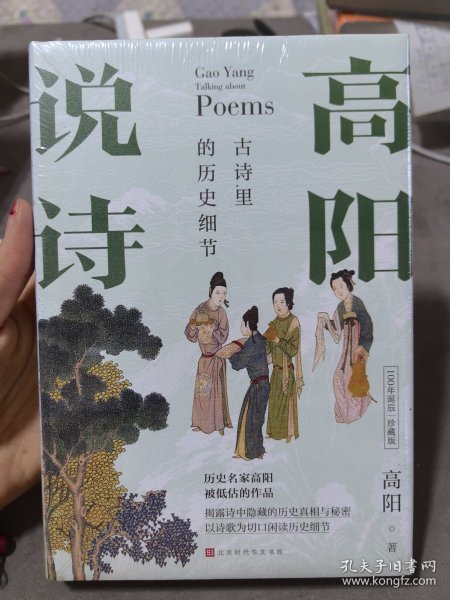 高阳
说诗
Gao Yang
Talking about
Poems
古诗里
的历史细节
100年诞辰一珍藏版
高阳 ◎ 著
历史名家高阳
被低估的作品
揭露诗中隐藏的历史真相与秘密
以诗歌为切口闲读历史细节
北京时代华文书局
孔夫子旧书网
www.kongfz.com